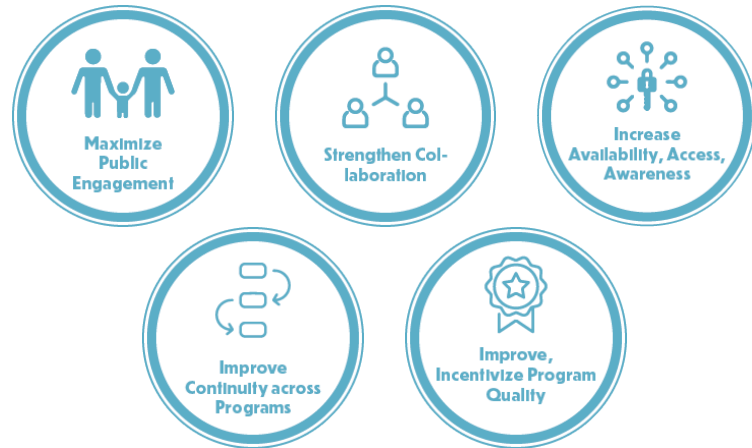 Maximize
Public
Engagement
Strengthen Col-
laboration
Increase
Availability, Access,
Awareness
Improve
Continuity across
Programs
Improve,
Incentivize Program
Quality